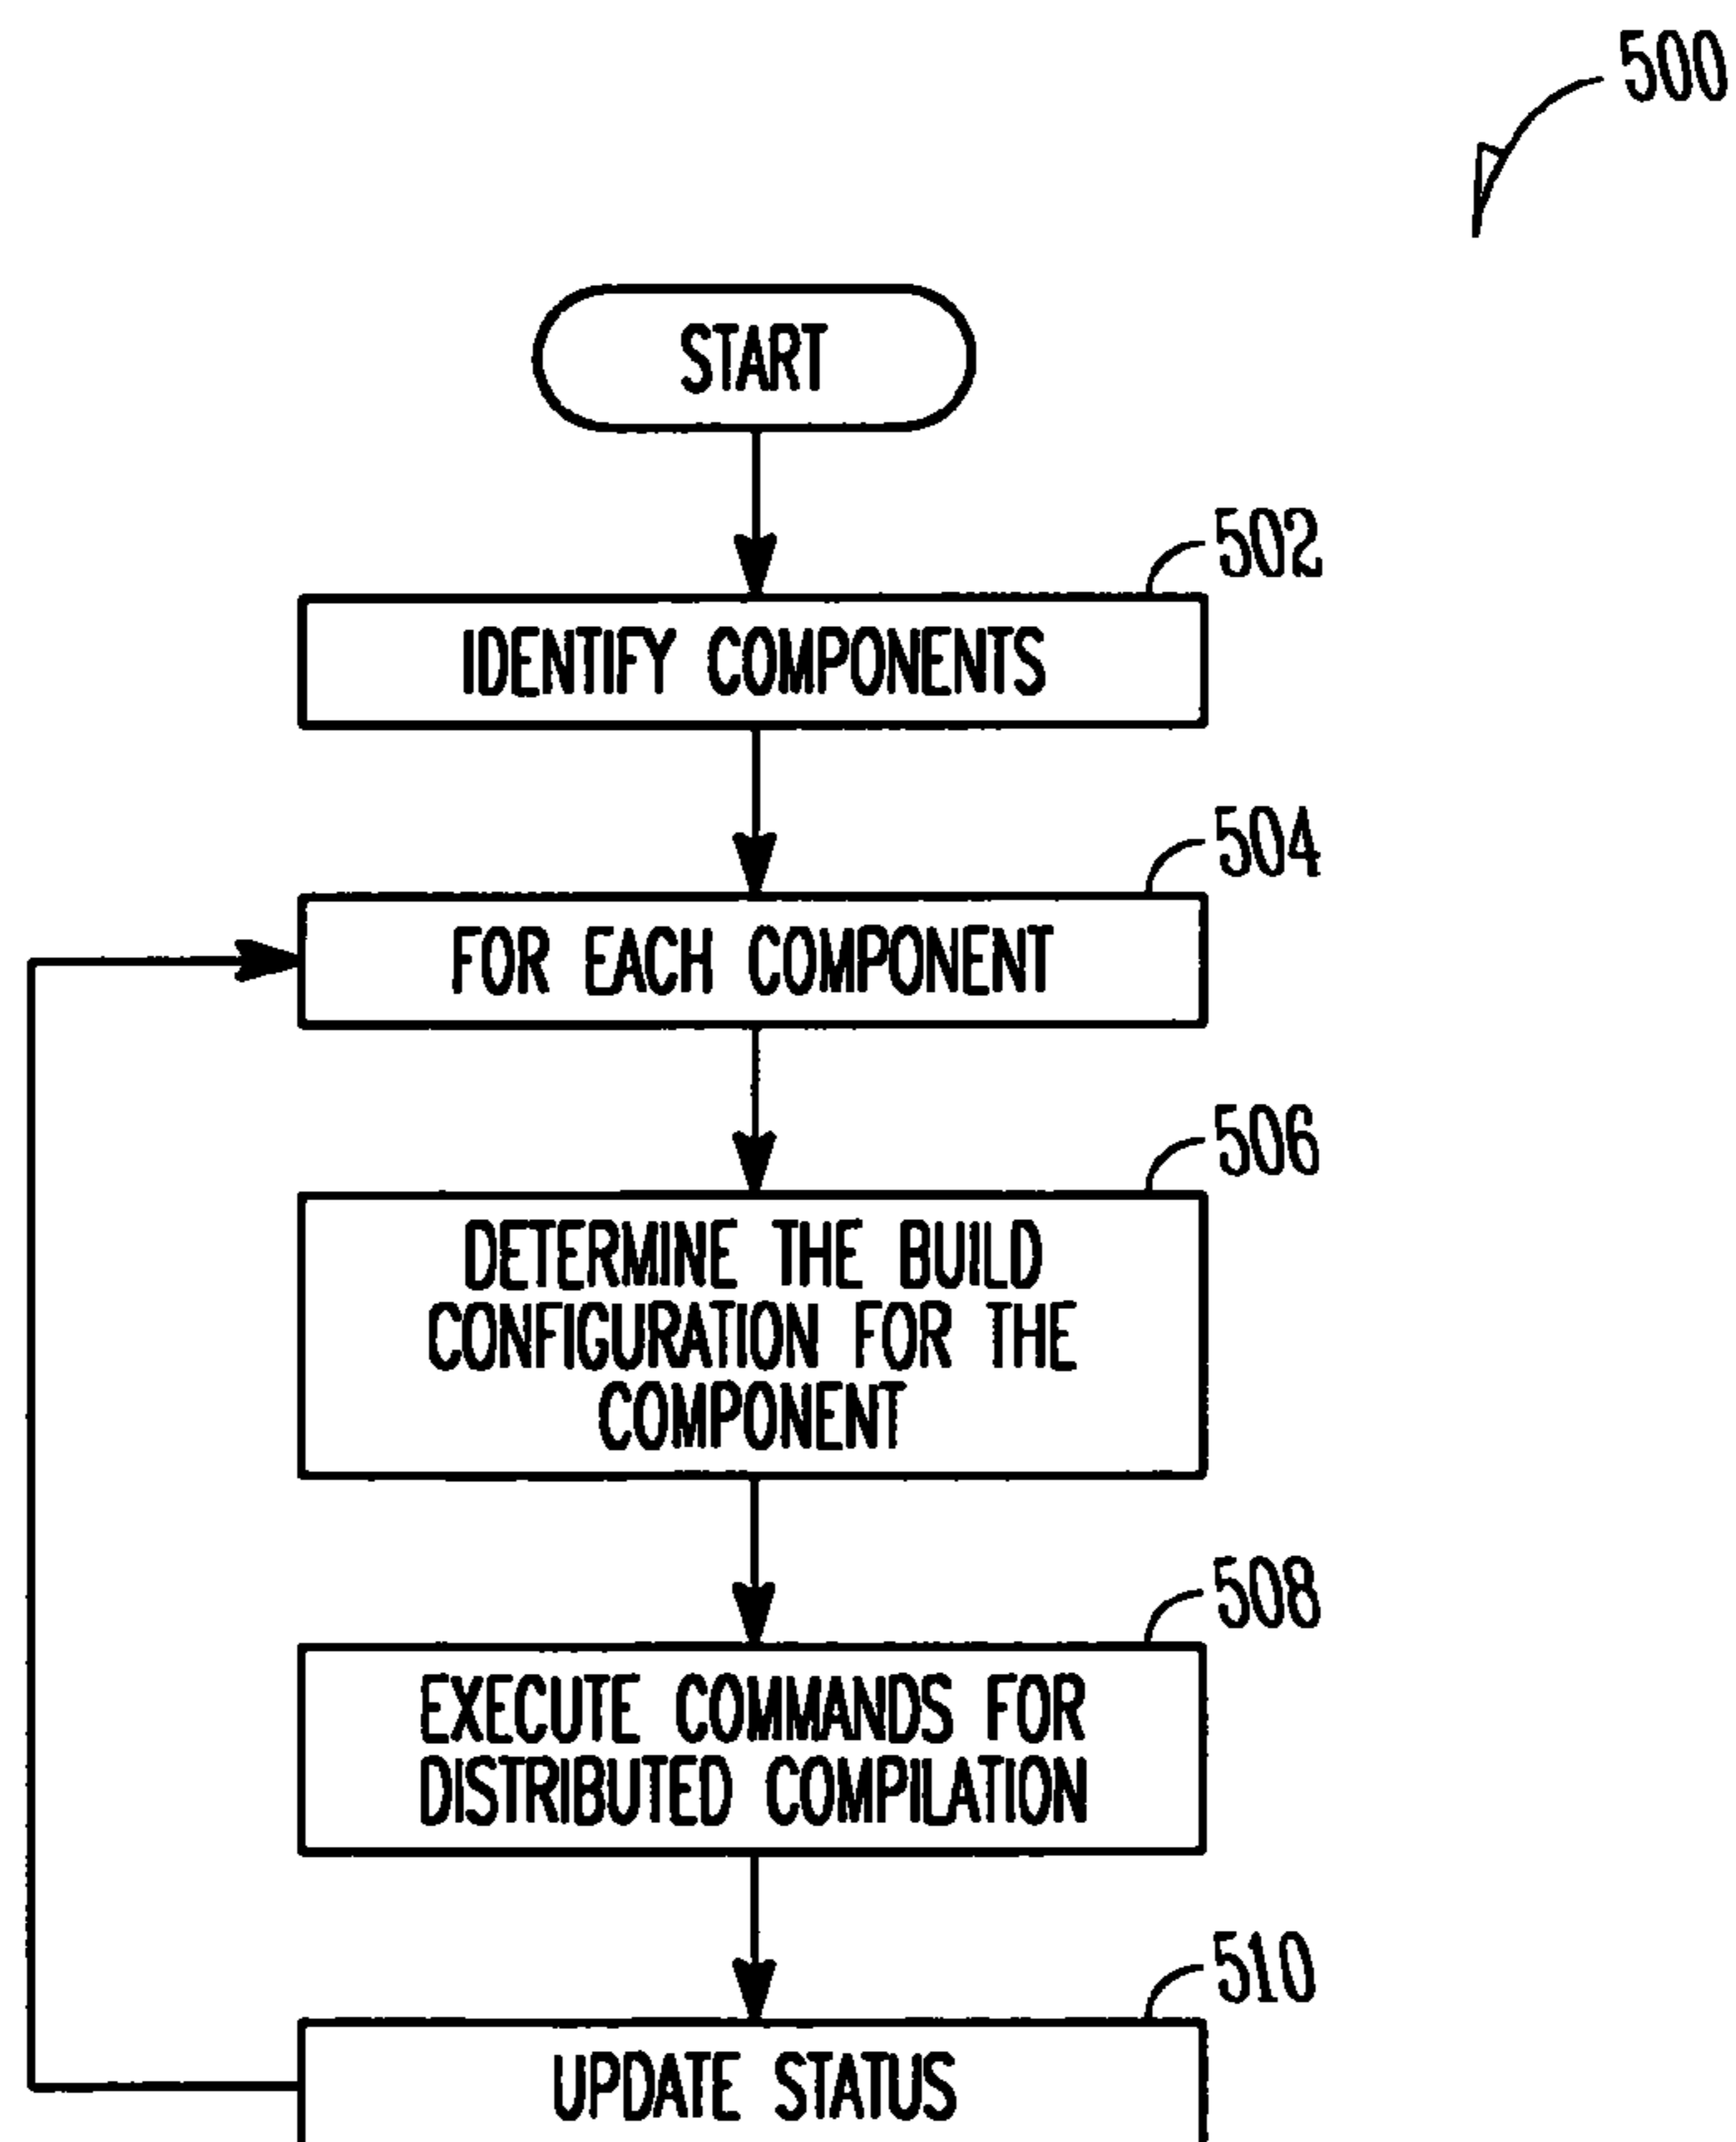 500
START
502
IDENTIFY COMPONENTS
504
FOR EACH COMPONENT
506
DETERMINE THE BUILD
CONFIGURATION FOR THE
COMPONENT
508
EXECUTE COMMANDS FOR
DISTRIBUTED COMPILATION
510
UPDATE STATUS